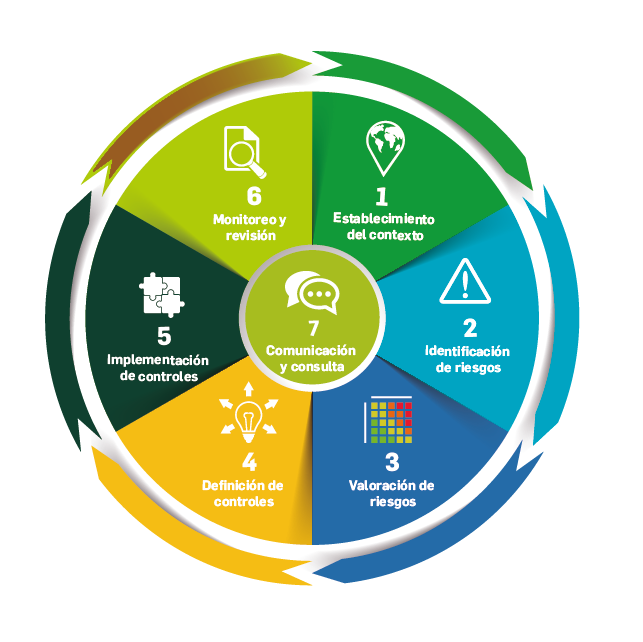 1
Establecimiento
del contexto
2
Identificación
de riesgos
3
Valoración de
riesgos
4
Definición de
controles
5
Implementación
de controles
6
Monitoreo y
revisión
7
Comunicación
y consulta